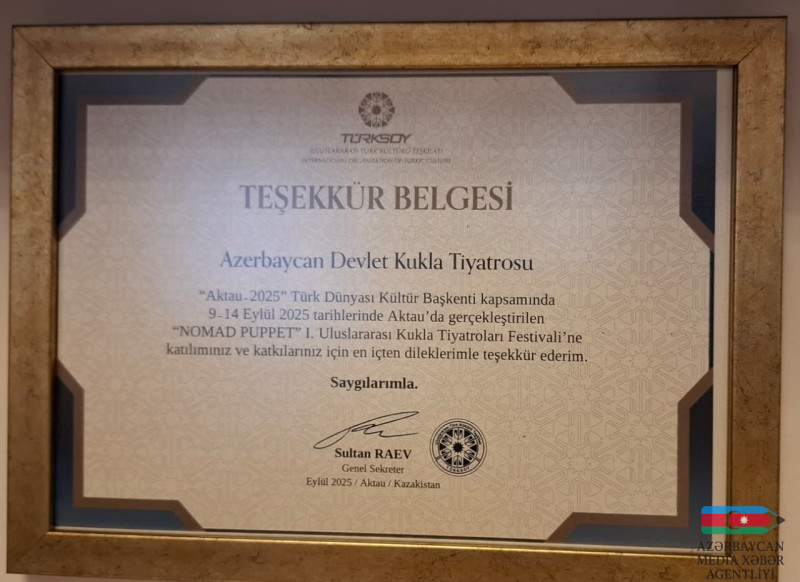 TÜRKSOY
ULUSLARARASI TÜRK KÜLTÜRÜ TEŞKİLATI
INTERNATIONAL ORGANIZATION OF TURKIC CULTURE
TEŞEKKÜR BELGESİ
Azerbaycan Devlet Kukla Tiyatrosu
“Aktau-2025” Türk Dünyası Kültür Başkenti kapsamında
9-14 Eylül 2025 tarihlerinde Aktau’da gerçekleştirilen
“NOMAD PUPPET” I. Uluslararası Kukla Tiyatroları Festivali’ne
katılımınız ve katkılarınız için en içten dileklerimle teşekkür ederim.
Saygılarımla.
Sultan RAEV
Genel Sekreter
Eylül 2025 / Aktau / Kazakistan
AZƏRBAYCAN
MEDİA XƏBƏR
AGENTLİYİ